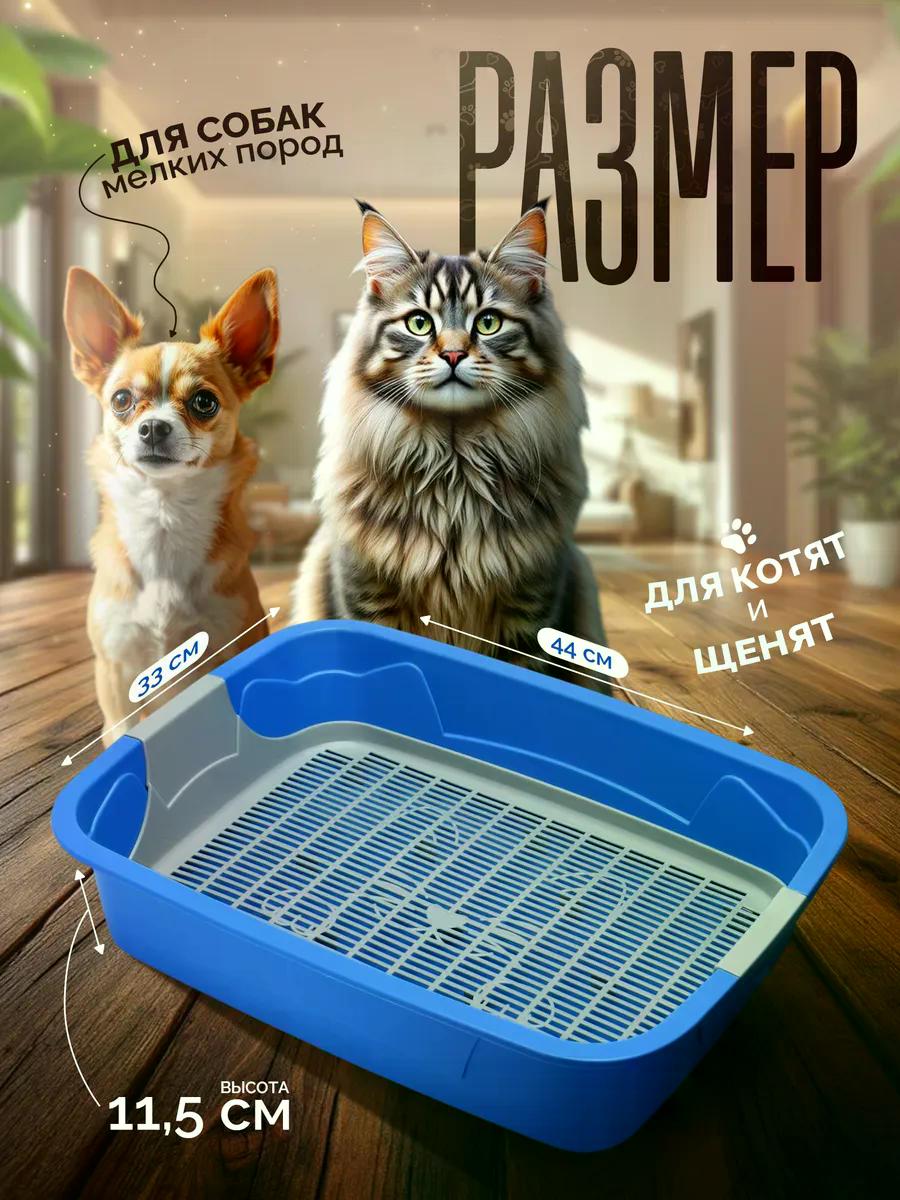 РАЗМЕР
ДЛЯ СОБАК
мелких пород
ДЛЯ КОТЯТ
и
ЩЕНЯТ
33 см
44 см
ВЫСОТА
11,5 СМ